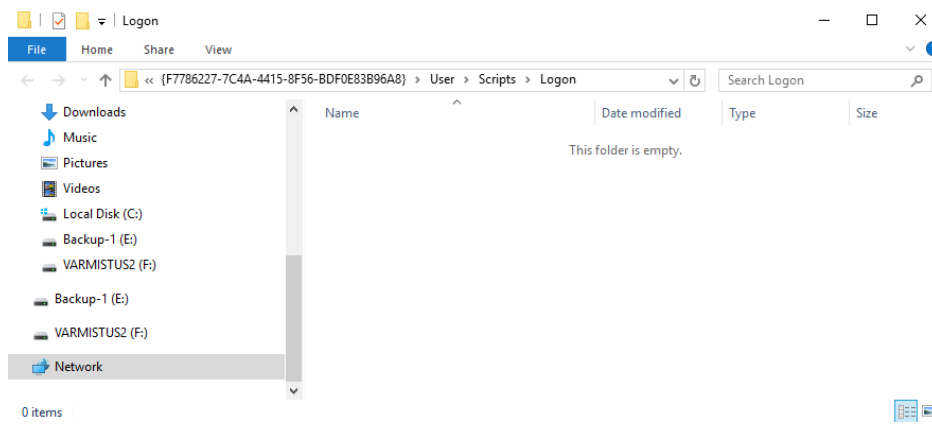 Logon
File Home Share View
« {F7786227-7C4A-4415-8F56-BDF0E83B96A8} › User › Scripts › Logon
Search Logon
Downloads
Music
Pictures
Videos
Local Disk (C:)
Backup-1 (E:)
VARMISTUS2 (F:)
Backup-1 (E:)
VARMISTUS2 (F:)
Network
Name Date modified Type Size
This folder is empty.
0 items